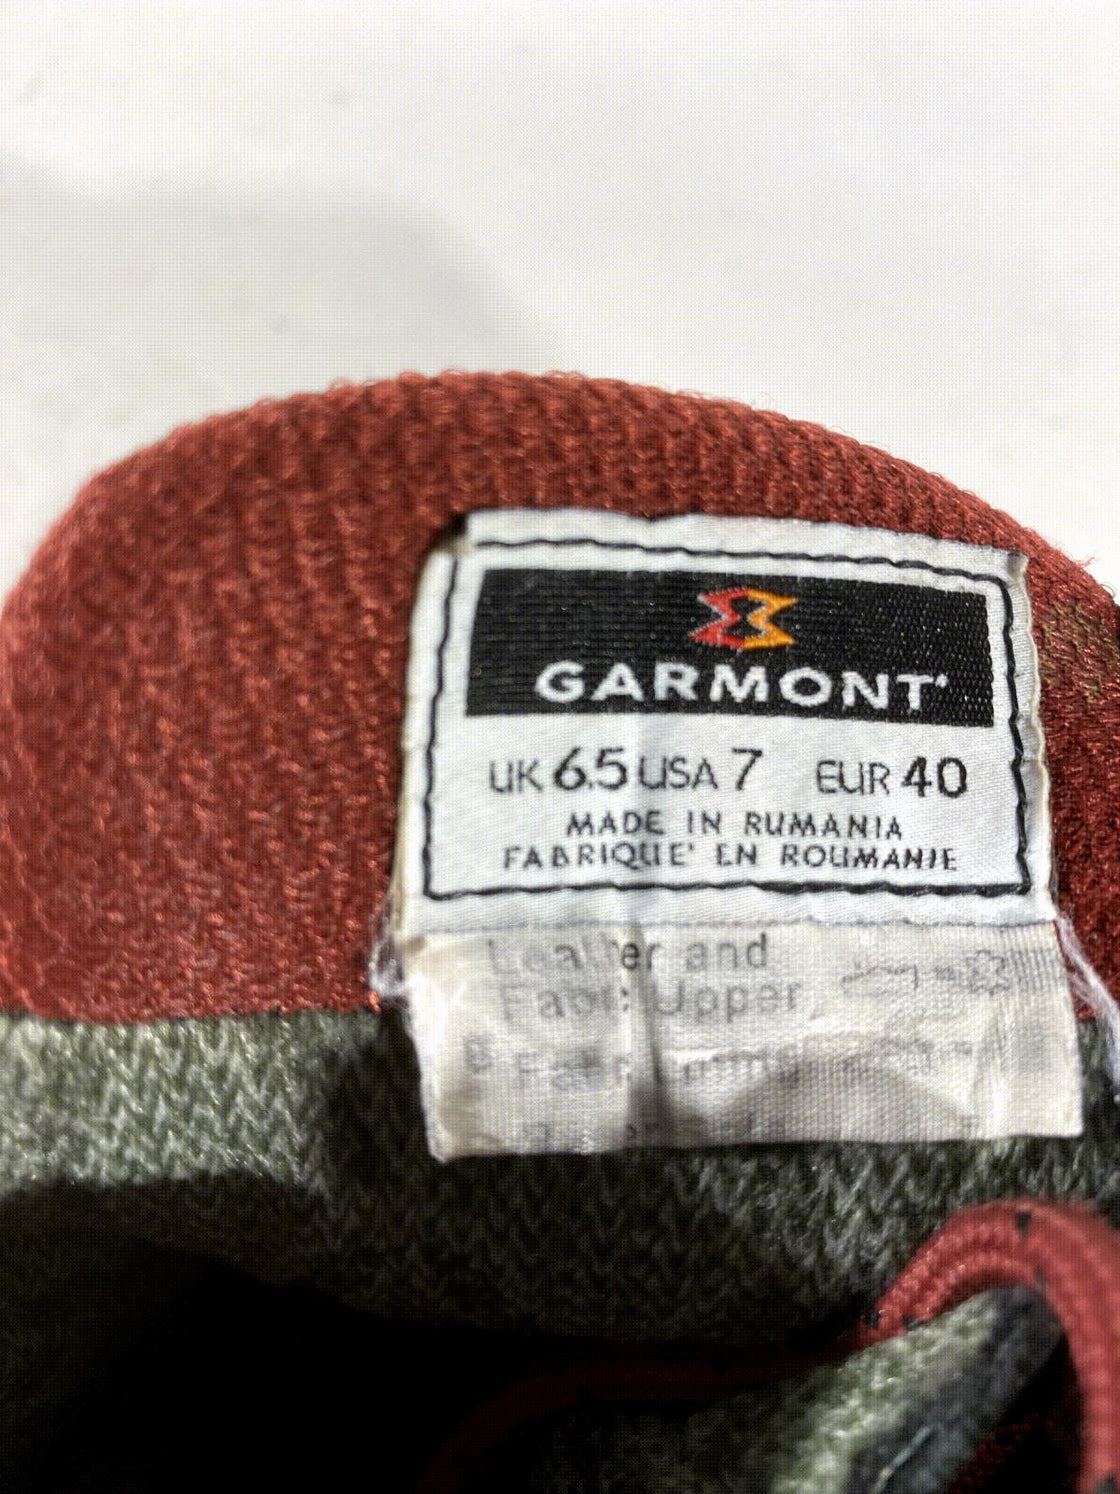 GARMONT
UK 6.5 USA 7 EUR 40
MADE IN RUMANIA
FABRIQUE' EN ROUMANIE
Leather and
Upper